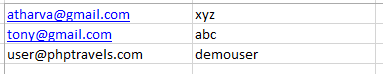 atharva@gmail.com xyz
tony@gmail.com abc
user@phptravels.com demouser